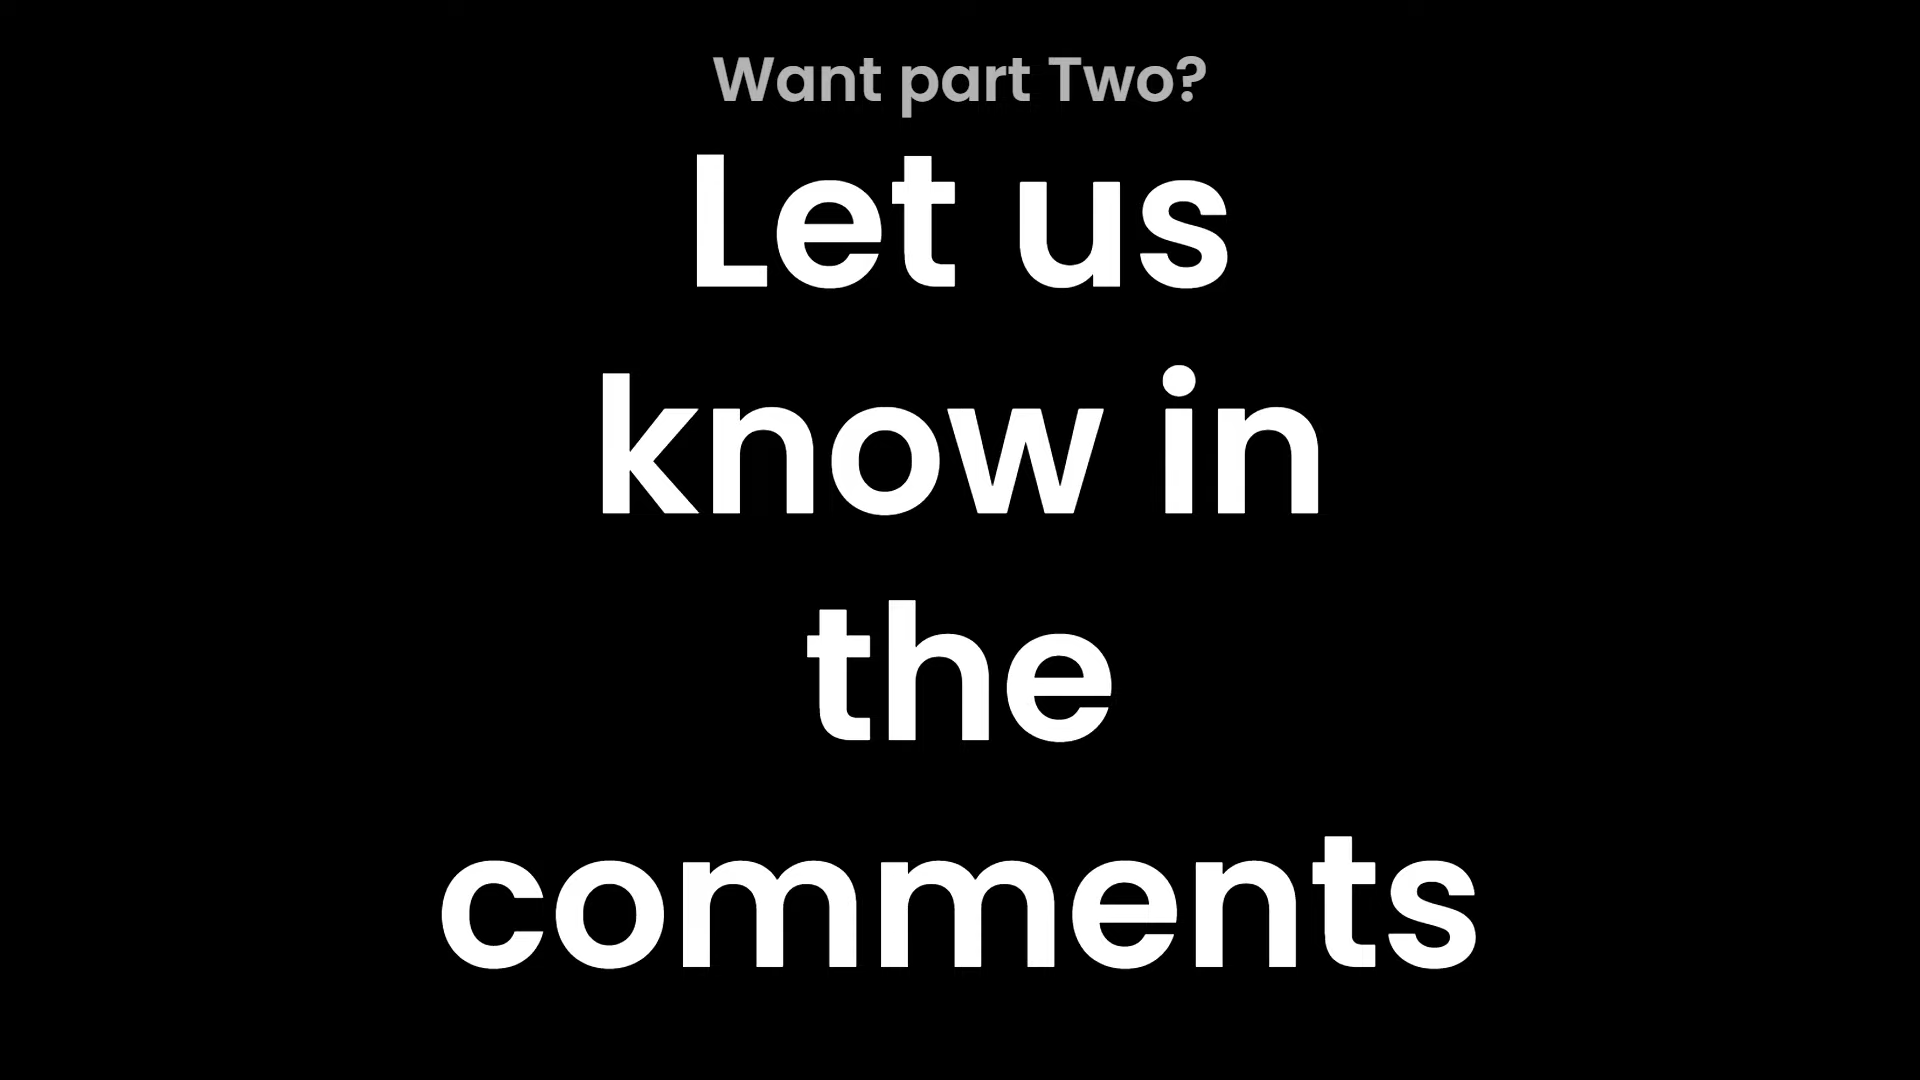 Want part Two?
Let us
know in
the
comments